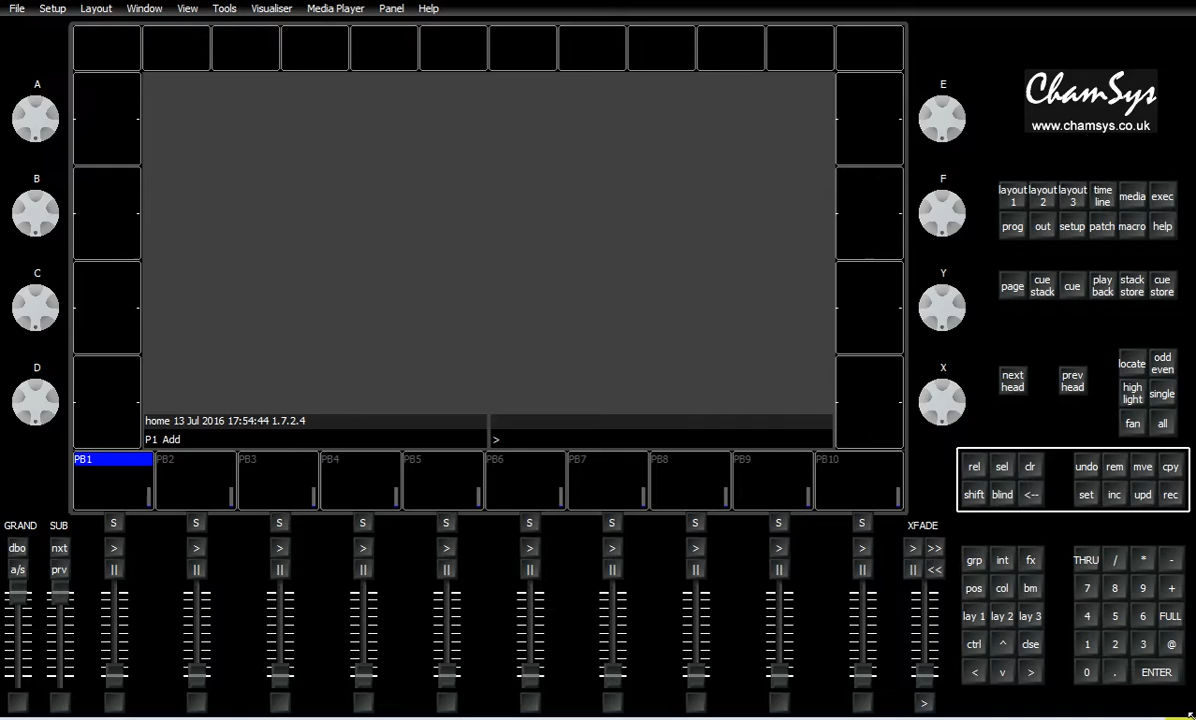 File Setup Layout Window View Tools Visualiser Media Player Panel Help
A
B
C
D
E
F
Y
X
ChamSys
www.chamsys.co.uk
layout 1 layout 2 layout 3 time line media exec
prog out setup patch macro help
page cue stack cue play back stack store cue store
next head prev head
locate odd even
high light single
fan all
home 13 Jul 2016 17:54:44 1.7.2.4
P1 Add >
PB1 PB2 PB3 PB4 PB5 PB6 PB7 PB8 PB9 PB10
rel sel clr undo rem mve cpy
shift blind <-- set inc upd rec
GRAND SUB S S S S S S S S S S XFADE
dbo nxt > > > > > > > > > > > >>
a/s prv || || || || || || || || || || || <<
grp int fx THRU / * -
pos col bm 7 8 9 +
lay 1 lay 2 lay 3 4 5 6 FULL
ctrl ^ clse 1 2 3 @
< v > 0 . ENTER
>